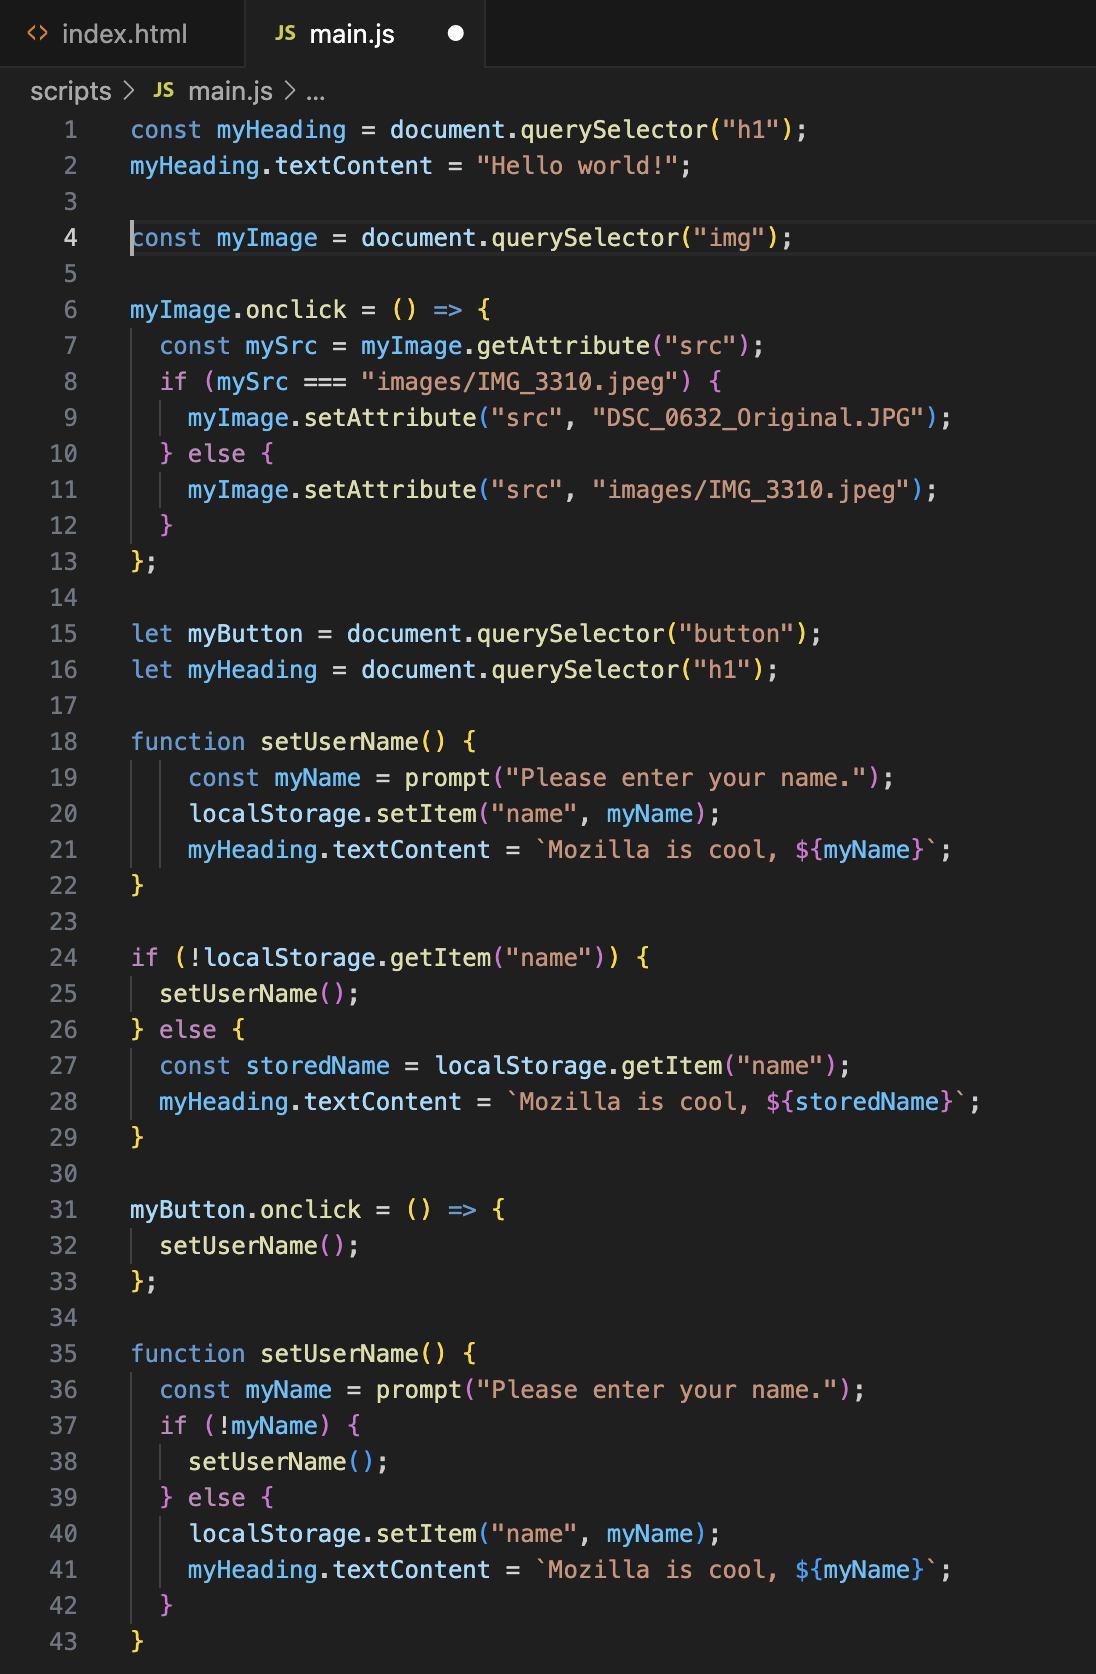 <> index.html JS main.js
scripts > JS main.js > ...
1 const myHeading = document.querySelector("h1");
2 myHeading.textContent = "Hello world!";
3
4 const myImage = document.querySelector("img");
5
6 myImage.onclick = () => {
7   const mySrc = myImage.getAttribute("src");
8   if (mySrc === "images/IMG_3310.jpeg") {
9     myImage.setAttribute("src", "DSC_0632_Original.JPG");
10   } else {
11     myImage.setAttribute("src", "images/IMG_3310.jpeg");
12   }
13 };
14
15 let myButton = document.querySelector("button");
16 let myHeading = document.querySelector("h1");
17
18 function setUserName() {
19     const myName = prompt("Please enter your name.");
20     localStorage.setItem("name", myName);
21     myHeading.textContent = `Mozilla is cool, ${myName}`;
22 }
23
24 if (!localStorage.getItem("name")) {
25   setUserName();
26 } else {
27   const storedName = localStorage.getItem("name");
28   myHeading.textContent = `Mozilla is cool, ${storedName}`;
29 }
30
31 myButton.onclick = () => {
32   setUserName();
33 };
34
35 function setUserName() {
36   const myName = prompt("Please enter your name.");
37   if (!myName) {
38     setUserName();
39   } else {
40     localStorage.setItem("name", myName);
41     myHeading.textContent = `Mozilla is cool, ${myName}`;
42   }
43 }